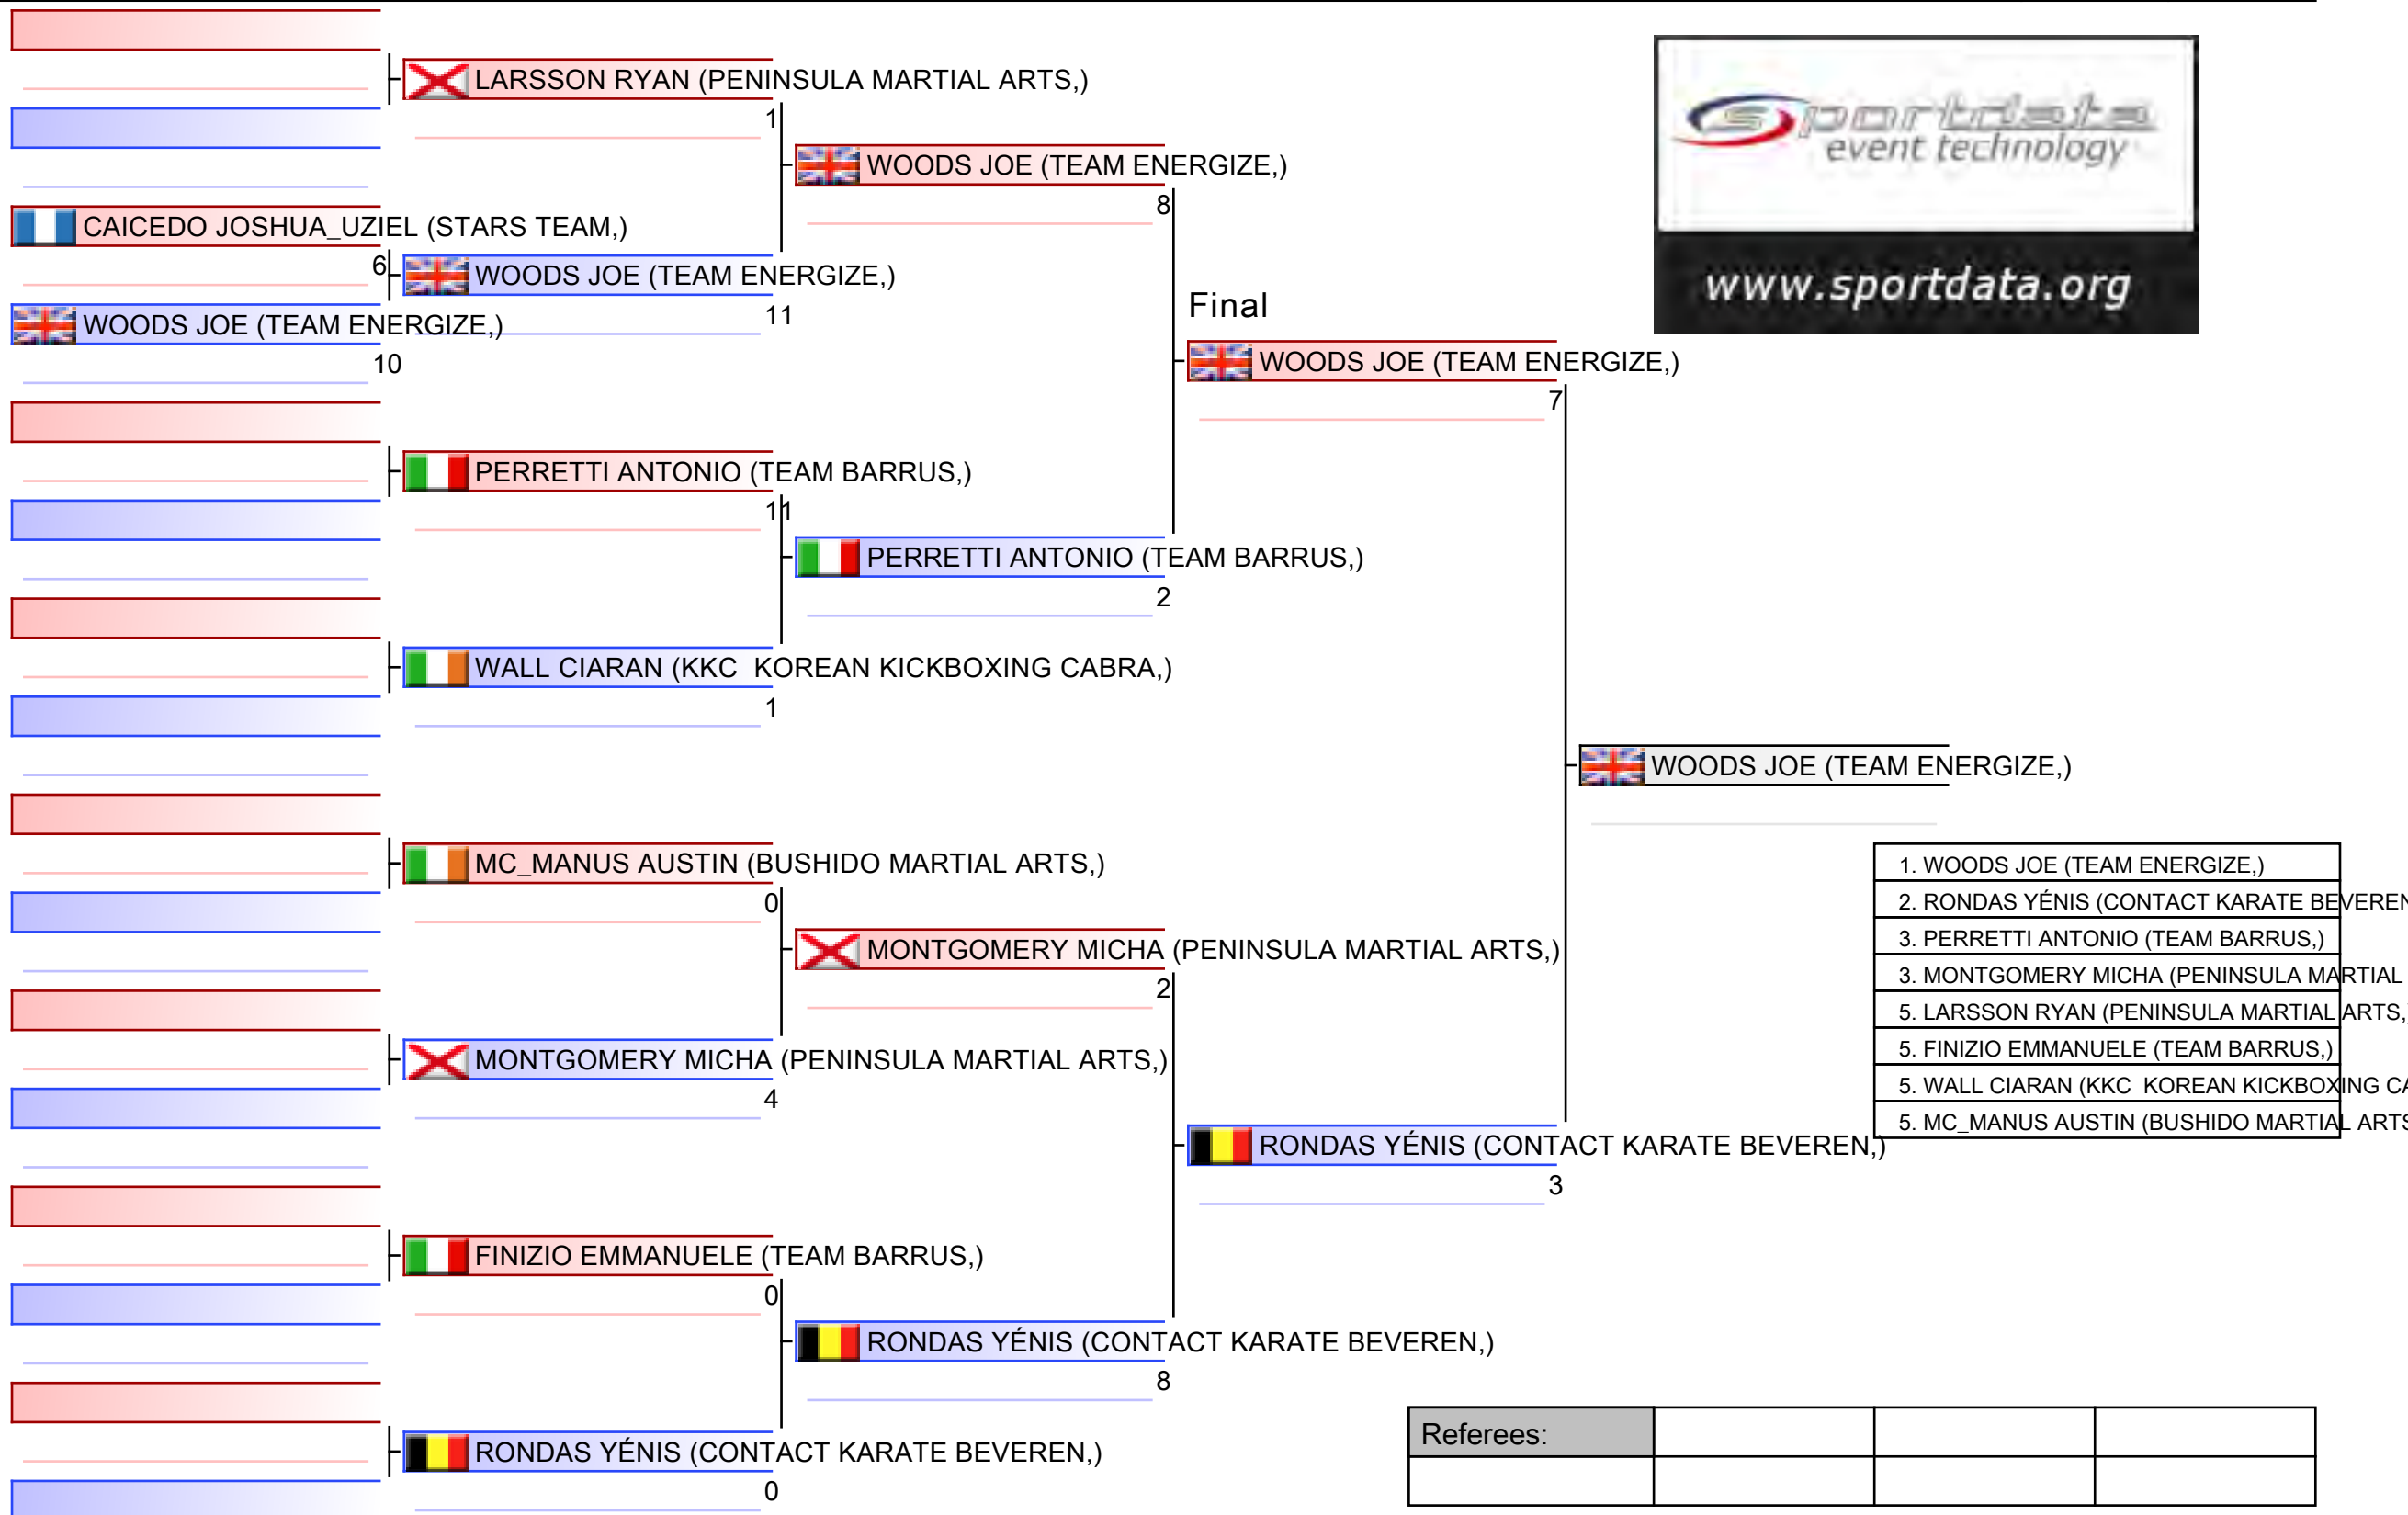 LARSSON RYAN (PENINSULA MARTIAL ARTS,)
1
sportdata
event technology
www.sportdata.org
WOODS JOE (TEAM ENERGIZE,)
8
CAICEDO JOSHUA_UZIEL (STARS TEAM,)
6
WOODS JOE (TEAM ENERGIZE,)
11
WOODS JOE (TEAM ENERGIZE,)
10
Final
WOODS JOE (TEAM ENERGIZE,)
7
PERRETTI ANTONIO (TEAM BARRUS,)
11
PERRETTI ANTONIO (TEAM BARRUS,)
2
WALL CIARAN (KKC  KOREAN KICKBOXING CABRA,)
1
WOODS JOE (TEAM ENERGIZE,)
MC_MANUS AUSTIN (BUSHIDO MARTIAL ARTS,)
0
MONTGOMERY MICHA (PENINSULA MARTIAL ARTS,)
2
MONTGOMERY MICHA (PENINSULA MARTIAL ARTS,)
4
RONDAS YÉNIS (CONTACT KARATE BEVEREN,)
3
1. WOODS JOE (TEAM ENERGIZE,)
2. RONDAS YÉNIS (CONTACT KARATE BEVEREN
3. PERRETTI ANTONIO (TEAM BARRUS,)
3. MONTGOMERY MICHA (PENINSULA MARTIAL
5. LARSSON RYAN (PENINSULA MARTIAL ARTS,
5. FINIZIO EMMANUELE (TEAM BARRUS,)
5. WALL CIARAN (KKC  KOREAN KICKBOXING CA
5. MC_MANUS AUSTIN (BUSHIDO MARTIAL ARTS
FINIZIO EMMANUELE (TEAM BARRUS,)
0
RONDAS YÉNIS (CONTACT KARATE BEVEREN,)
8
RONDAS YÉNIS (CONTACT KARATE BEVEREN,)
0
Referees: